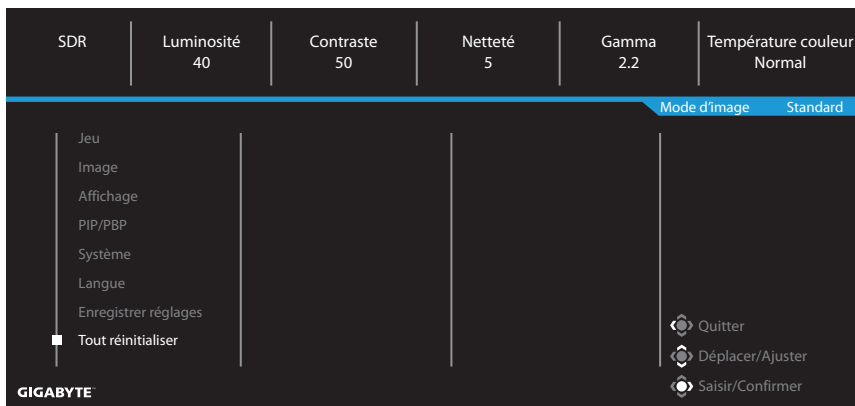 SDR Luminosité Contraste Netteté Gamma Température couleur
40 50 5 2.2 Normal
Mode d'image Standard
Jeu
Image
Affichage
PIP/PBP
Système
Langue
Enregistrer réglages
Tout réinitialiser
Quitter
Déplacer/Ajuster
Saisir/Confirmer
GIGABYTE™